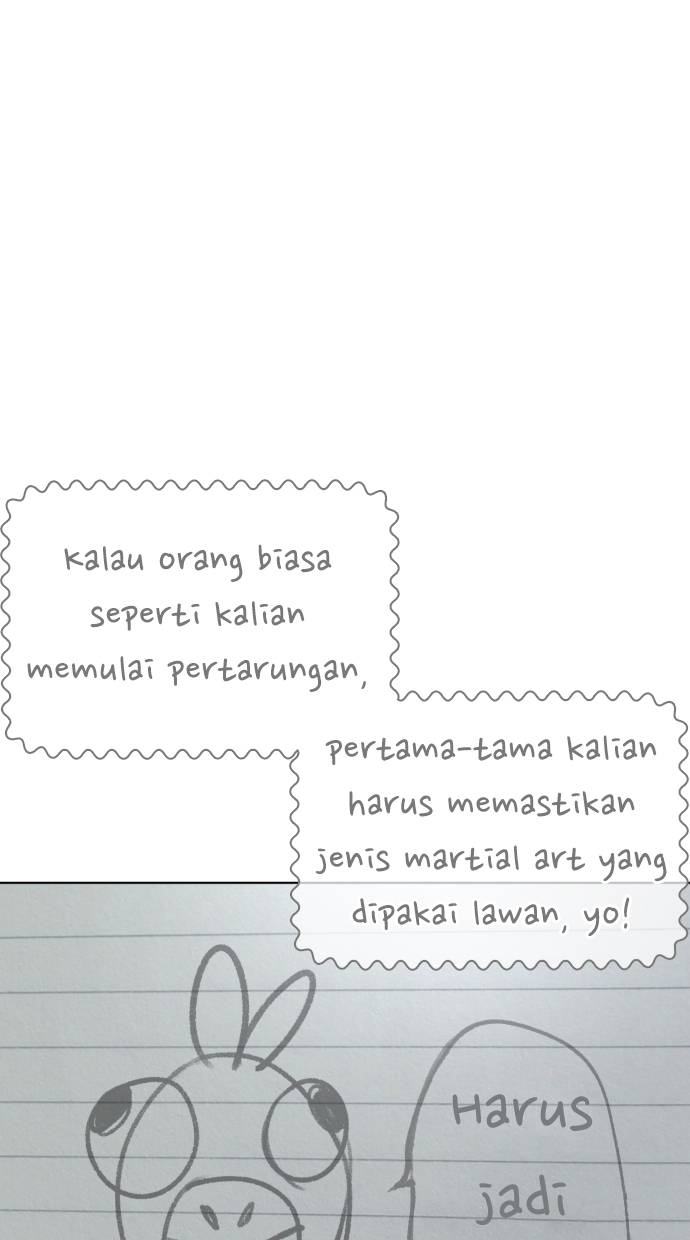 kalau orang biasa
seperti kalian
memulai pertarungan,
pertama-tama kalian
harus memastikan
jenis martial art yang
dipakai lawan, yo!
Harus
jadi